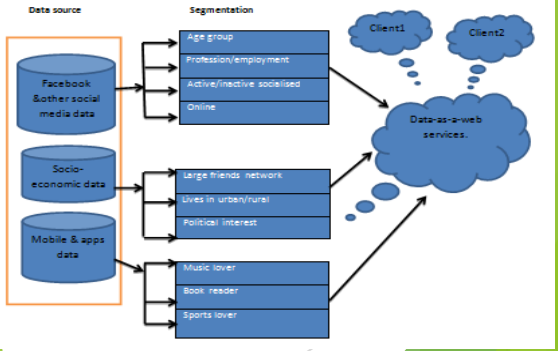 Data source
Segmentation
Facebook
&other social
media data
Socio-
economic data
Mobile & apps
data
Age group
Profession/employment
Active/inactive socialised
Online
Large friends network
Lives in urban/rural
Political interest
Music lover
Book reader
Sports lover
Client1
Client2
Data-as-a-web
services.